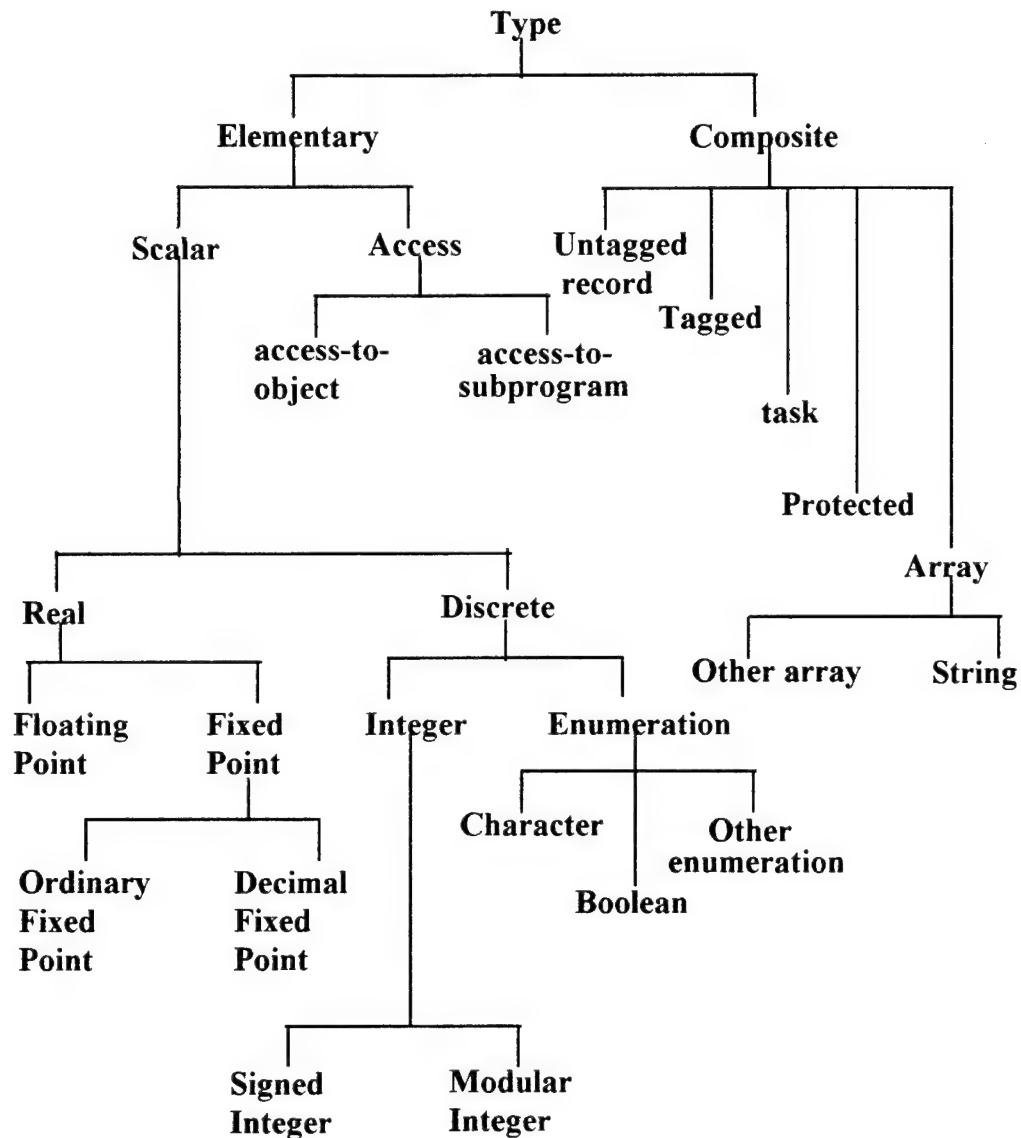 Type
Elementary
Composite
Scalar
Access
Untagged
record
Tagged
access-to-
object
access-to-
subprogram
task
Protected
Array
Other array
String
Real
Discrete
Floating
Point
Fixed
Point
Integer
Enumeration
Character
Other
enumeration
Boolean
Ordinary
Fixed
Point
Decimal
Fixed
Point
Signed
Integer
Modular
Integer